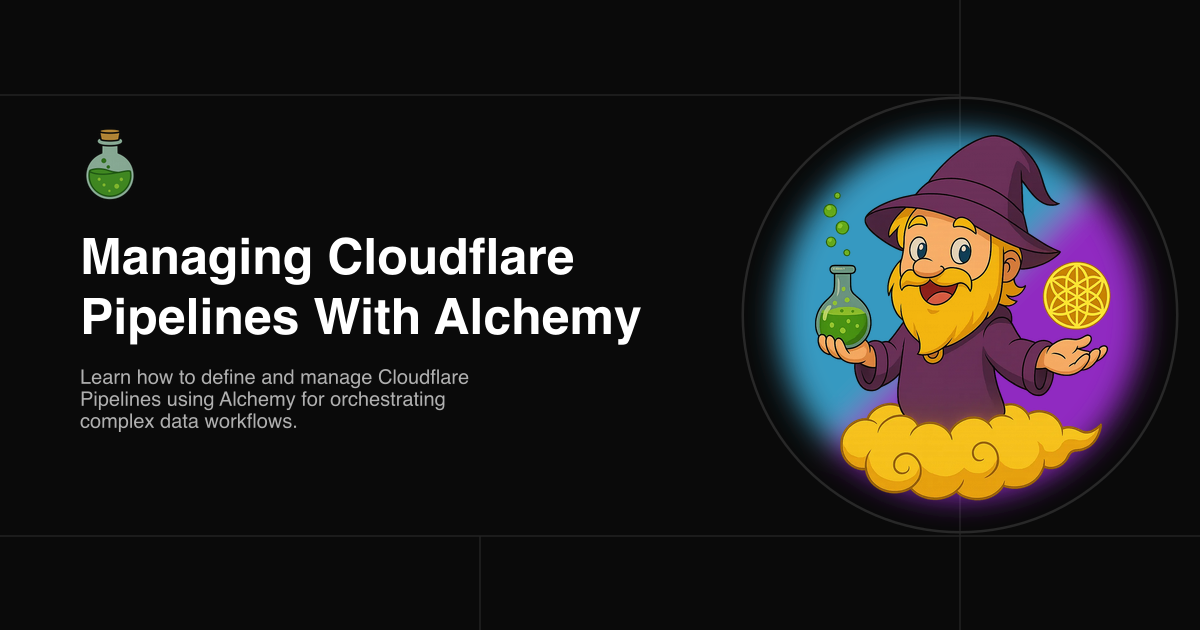 Managing Cloudflare
Pipelines With Alchemy
Learn how to define and manage Cloudflare
Pipelines using Alchemy for orchestrating
complex data workflows.